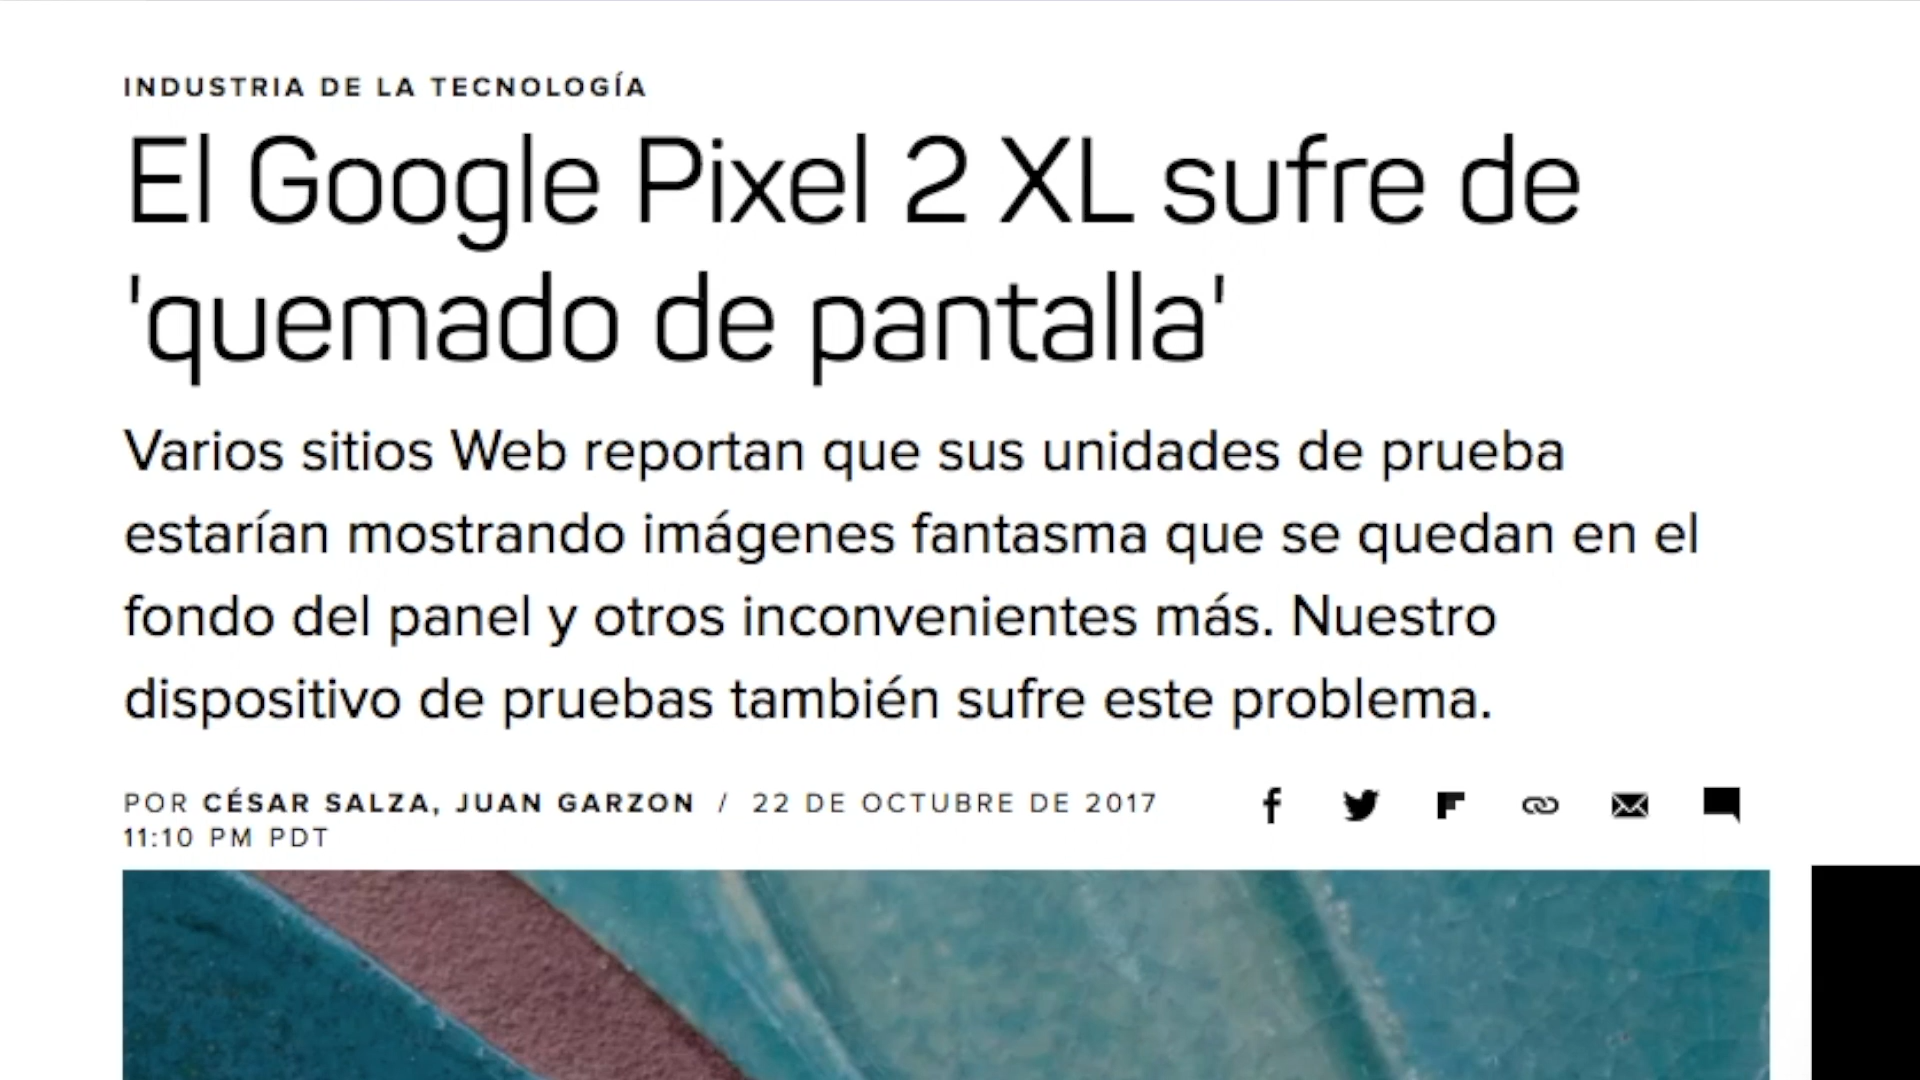 INDUSTRIA DE LA TECNOLOGÍA
El Google Pixel 2 XL sufre de
'quemado de pantalla'
Varios sitios Web reportan que sus unidades de prueba
estarían mostrando imágenes fantasma que se quedan en el
fondo del panel y otros inconvenientes más. Nuestro
dispositivo de pruebas también sufre este problema.
POR CÉSAR SALZA, JUAN GARZON / 22 DE OCTUBRE DE 2017
11:10 PM PDT